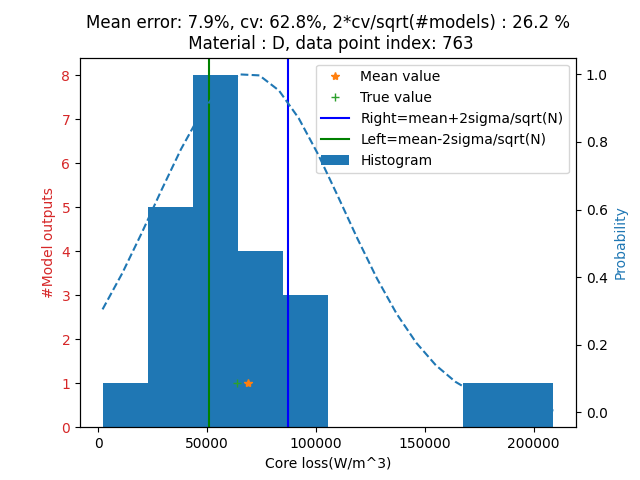 Mean error: 7.9%, cv: 62.8%, 2*cv/sqrt(#models) : 26.2 %
Material : D, data point index: 763
Mean value
True value
Right=mean+2sigma/sqrt(N)
Left=mean-2sigma/sqrt(N)
Histogram
#Model outputs
8
7
6
5
4
3
2
1
0
1.0
0.8
0.6
0.4
0.2
0.0
Probability
0
50000
100000
150000
200000
Core loss(W/m^3)